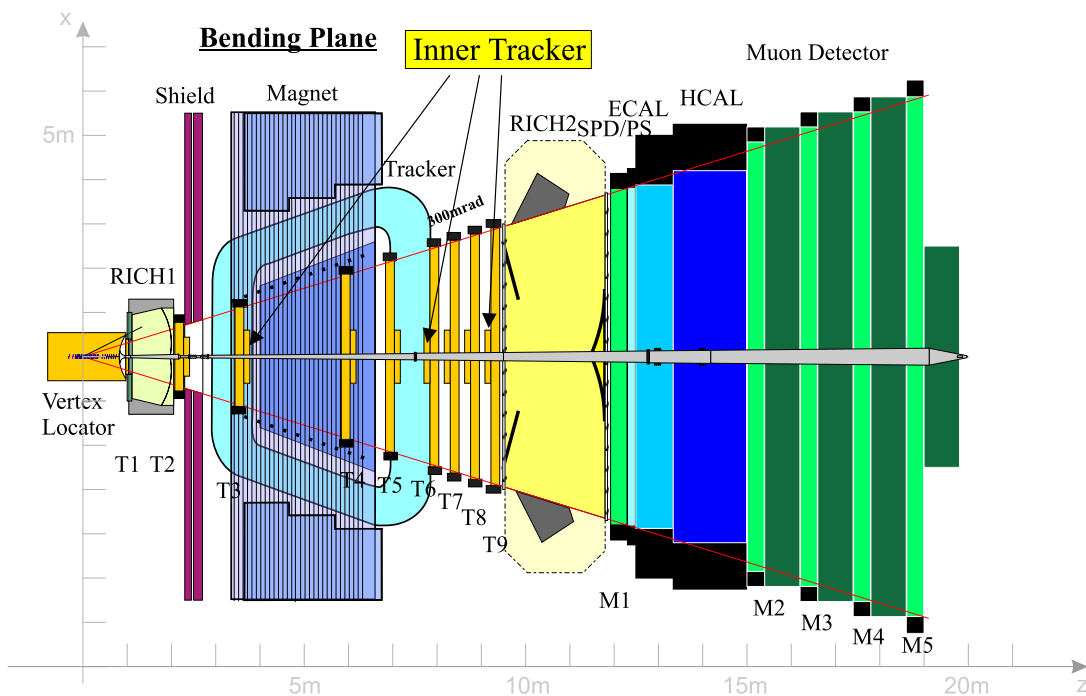 x
Bending Plane
Inner Tracker
Muon Detector
Shield
Magnet
HCAL
ECAL
RICH2
SPD/PS
5m
Tracker
300mrad
RICH1
Vertex
Locator
T1
T2
T3
T4
T5
T6
T7
T8
T9
M1
M2
M3
M4
M5
5m
10m
15m
20m
z